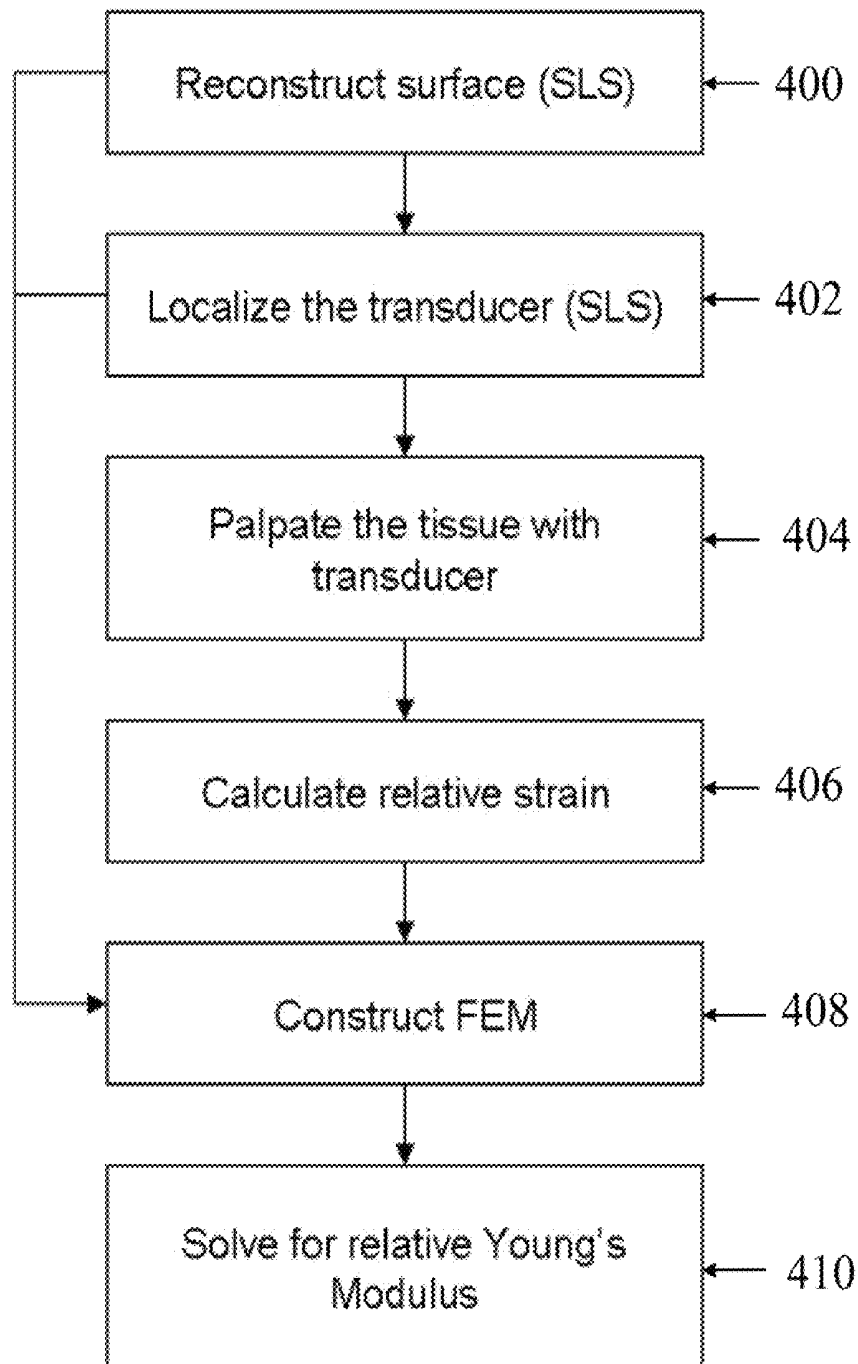 Reconstruct surface (SLS)
400
Localize the transducer (SLS)
402
Palpate the tissue with
transducer
404
Calculate relative strain
406
Construct FEM
408
Solve for relative Young's
Modulus
410